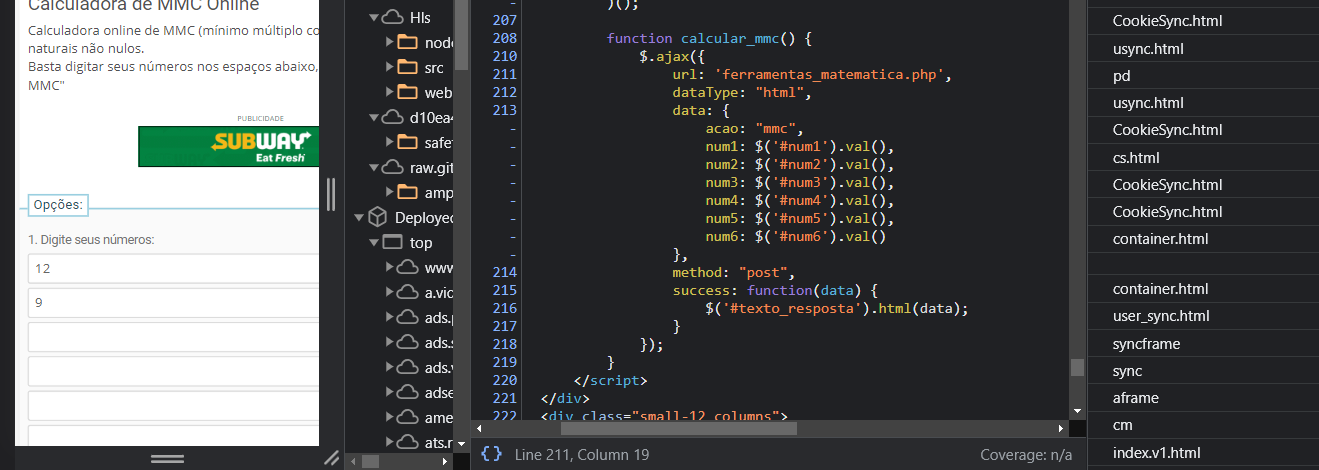 Calculadora de MMC Online
Calculadora online de MMC (mínimo múltiplo co
naturais não nulos.
Basta digitar seus números nos espaços abaixo,
MMC"
PUBLICIDADE
SUBWAY
Eat Fresh
Opções:
1. Digite seus números:
12
9
Hls
node
src
web
d10ea4
safe
raw.git
amp
Deployed
top
www
a.vid
ads.p
ads.s
ads.v
adse
ame
ats.r
)();
207
208 function calcular_mmc() {
210 $.ajax({
211 url: 'ferramentas_matematica.php',
212 dataType: "html",
213 data: {
- acao: "mmc",
- num1: $('#num1').val(),
- num2: $('#num2').val(),
- num3: $('#num3').val(),
- num4: $('#num4').val(),
- num5: $('#num5').val(),
- num6: $('#num6').val()
- },
214 method: "post",
215 success: function(data) {
216 $('#texto_resposta').html(data);
217 }
218 });
219 }
220 </script>
221 </div>
222 <div class="small-12 columns">
{} Line 211, Column 19 Coverage: n/a
CookieSync.html
usync.html
pd
usync.html
CookieSync.html
cs.html
CookieSync.html
CookieSync.html
container.html
container.html
user_sync.html
syncframe
sync
aframe
cm
index.v1.html